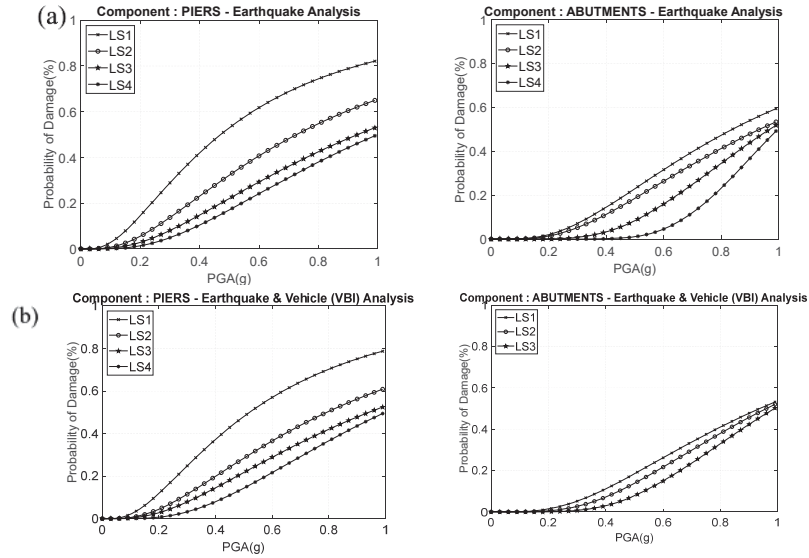 (a)
Component : PIERS - Earthquake Analysis
LS1
LS2
LS3
LS4
Probability of Damage(%)
1
0.8
0.6
0.4
0.2
0
0
0.2
0.4
0.6
0.8
1
PGA(g)
Component : ABUTMENTS - Earthquake Analysis
LS1
LS2
LS3
LS4
Probability of Damage(%)
1
0.8
0.6
0.4
0.2
0
0
0.2
0.4
0.6
0.8
1
PGA(g)
(b)
Component : PIERS - Earthquake & Vehicle (VBI) Analysis
LS1
LS2
LS3
LS4
Probability of Damage(%)
1
0.8
0.6
0.4
0.2
0
0
0.2
0.4
0.6
0.8
1
PGA(g)
Component : ABUTMENTS - Earthquake & Vehicle (VBI) Analysis
LS1
LS2
LS3
Probability of Damage(%)
1
0.8
0.6
0.4
0.2
0
0
0.2
0.4
0.6
0.8
1
PGA(g)